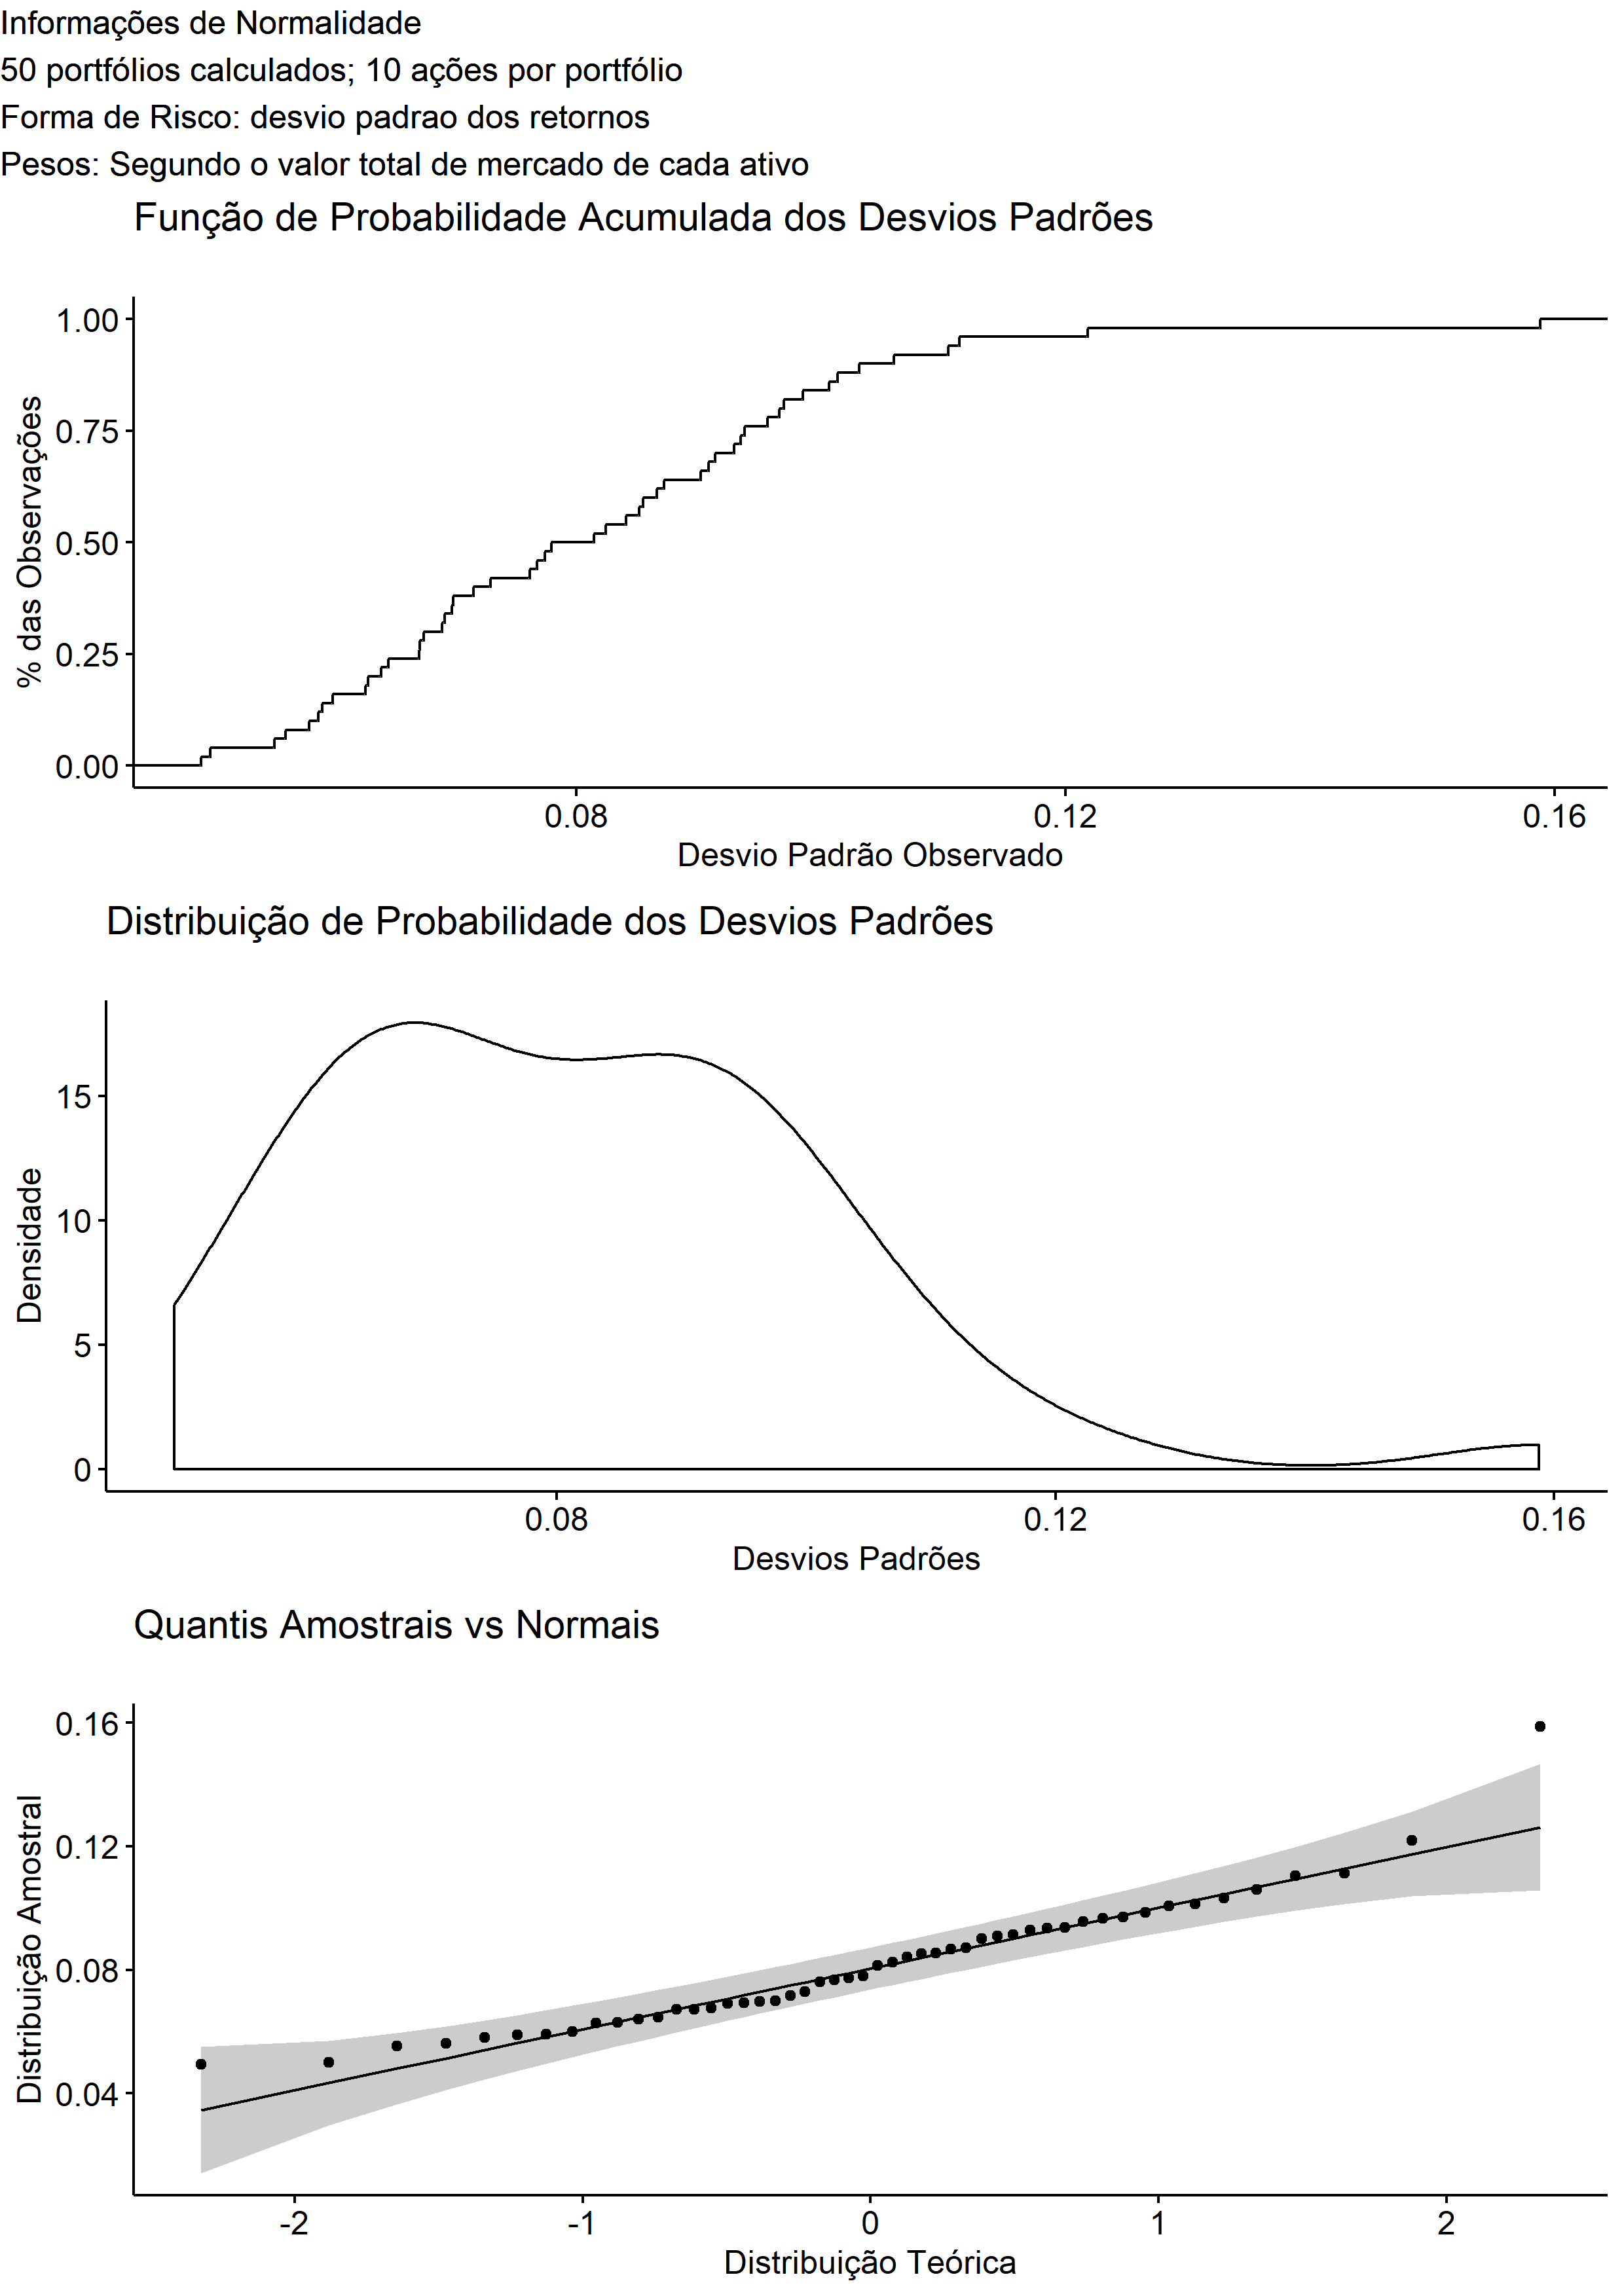 Informações de Normalidade
50 portfólios calculados; 10 ações por portfólio
Forma de Risco: desvio padrao dos retornos
Pesos: Segundo o valor total de mercado de cada ativo
Função de Probabilidade Acumulada dos Desvios Padrões
1.00
0.75
0.50
0.25
0.00
% das Observações
0.08 0.12 0.16
Desvio Padrão Observado
Distribuição de Probabilidade dos Desvios Padrões
15
10
5
0
Densidade
0.08 0.12 0.16
Desvios Padrões
Quantis Amostrais vs Normais
0.16
0.12
0.08
0.04
Distribuição Amostral
-2 -1 0 1 2
Distribuição Teórica